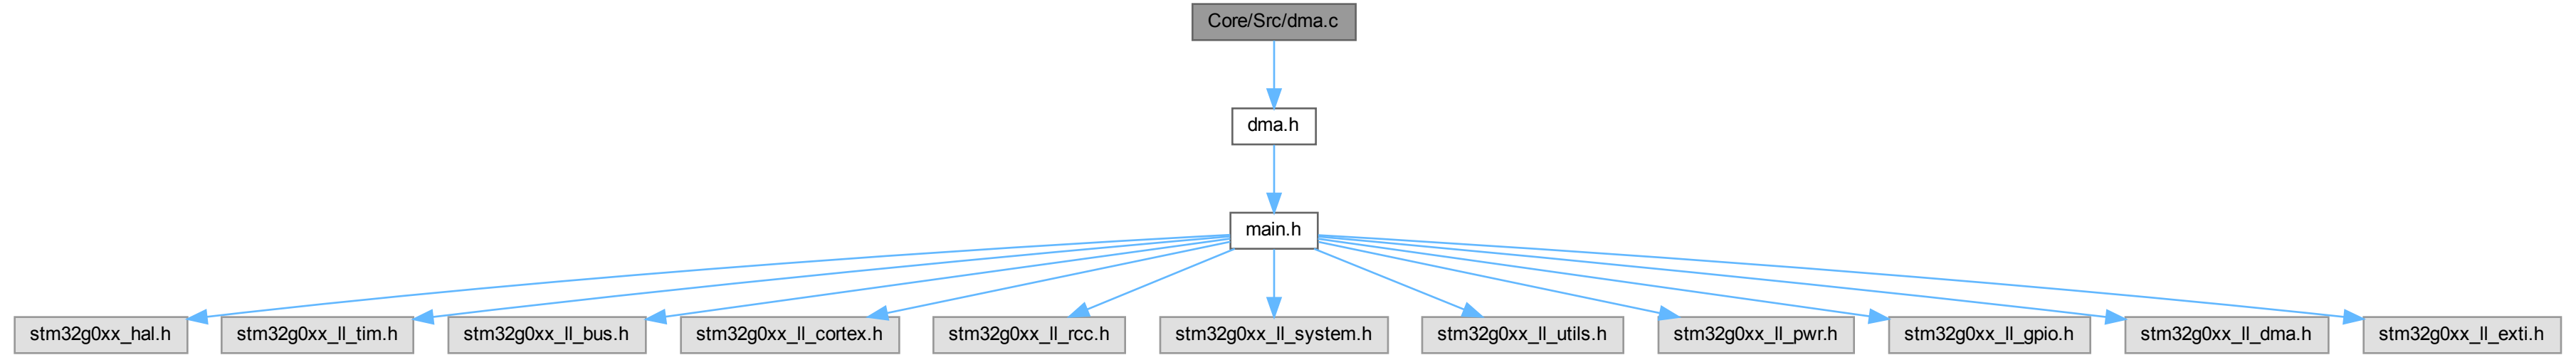 Core/Src/dma.c
dma.h
main.h
stm32g0xx_hal.h
stm32g0xx_ll_tim.h
stm32g0xx_ll_bus.h
stm32g0xx_ll_cortex.h
stm32g0xx_ll_rcc.h
stm32g0xx_ll_system.h
stm32g0xx_ll_utils.h
stm32g0xx_ll_pwr.h
stm32g0xx_ll_gpio.h
stm32g0xx_ll_dma.h
stm32g0xx_ll_exti.h